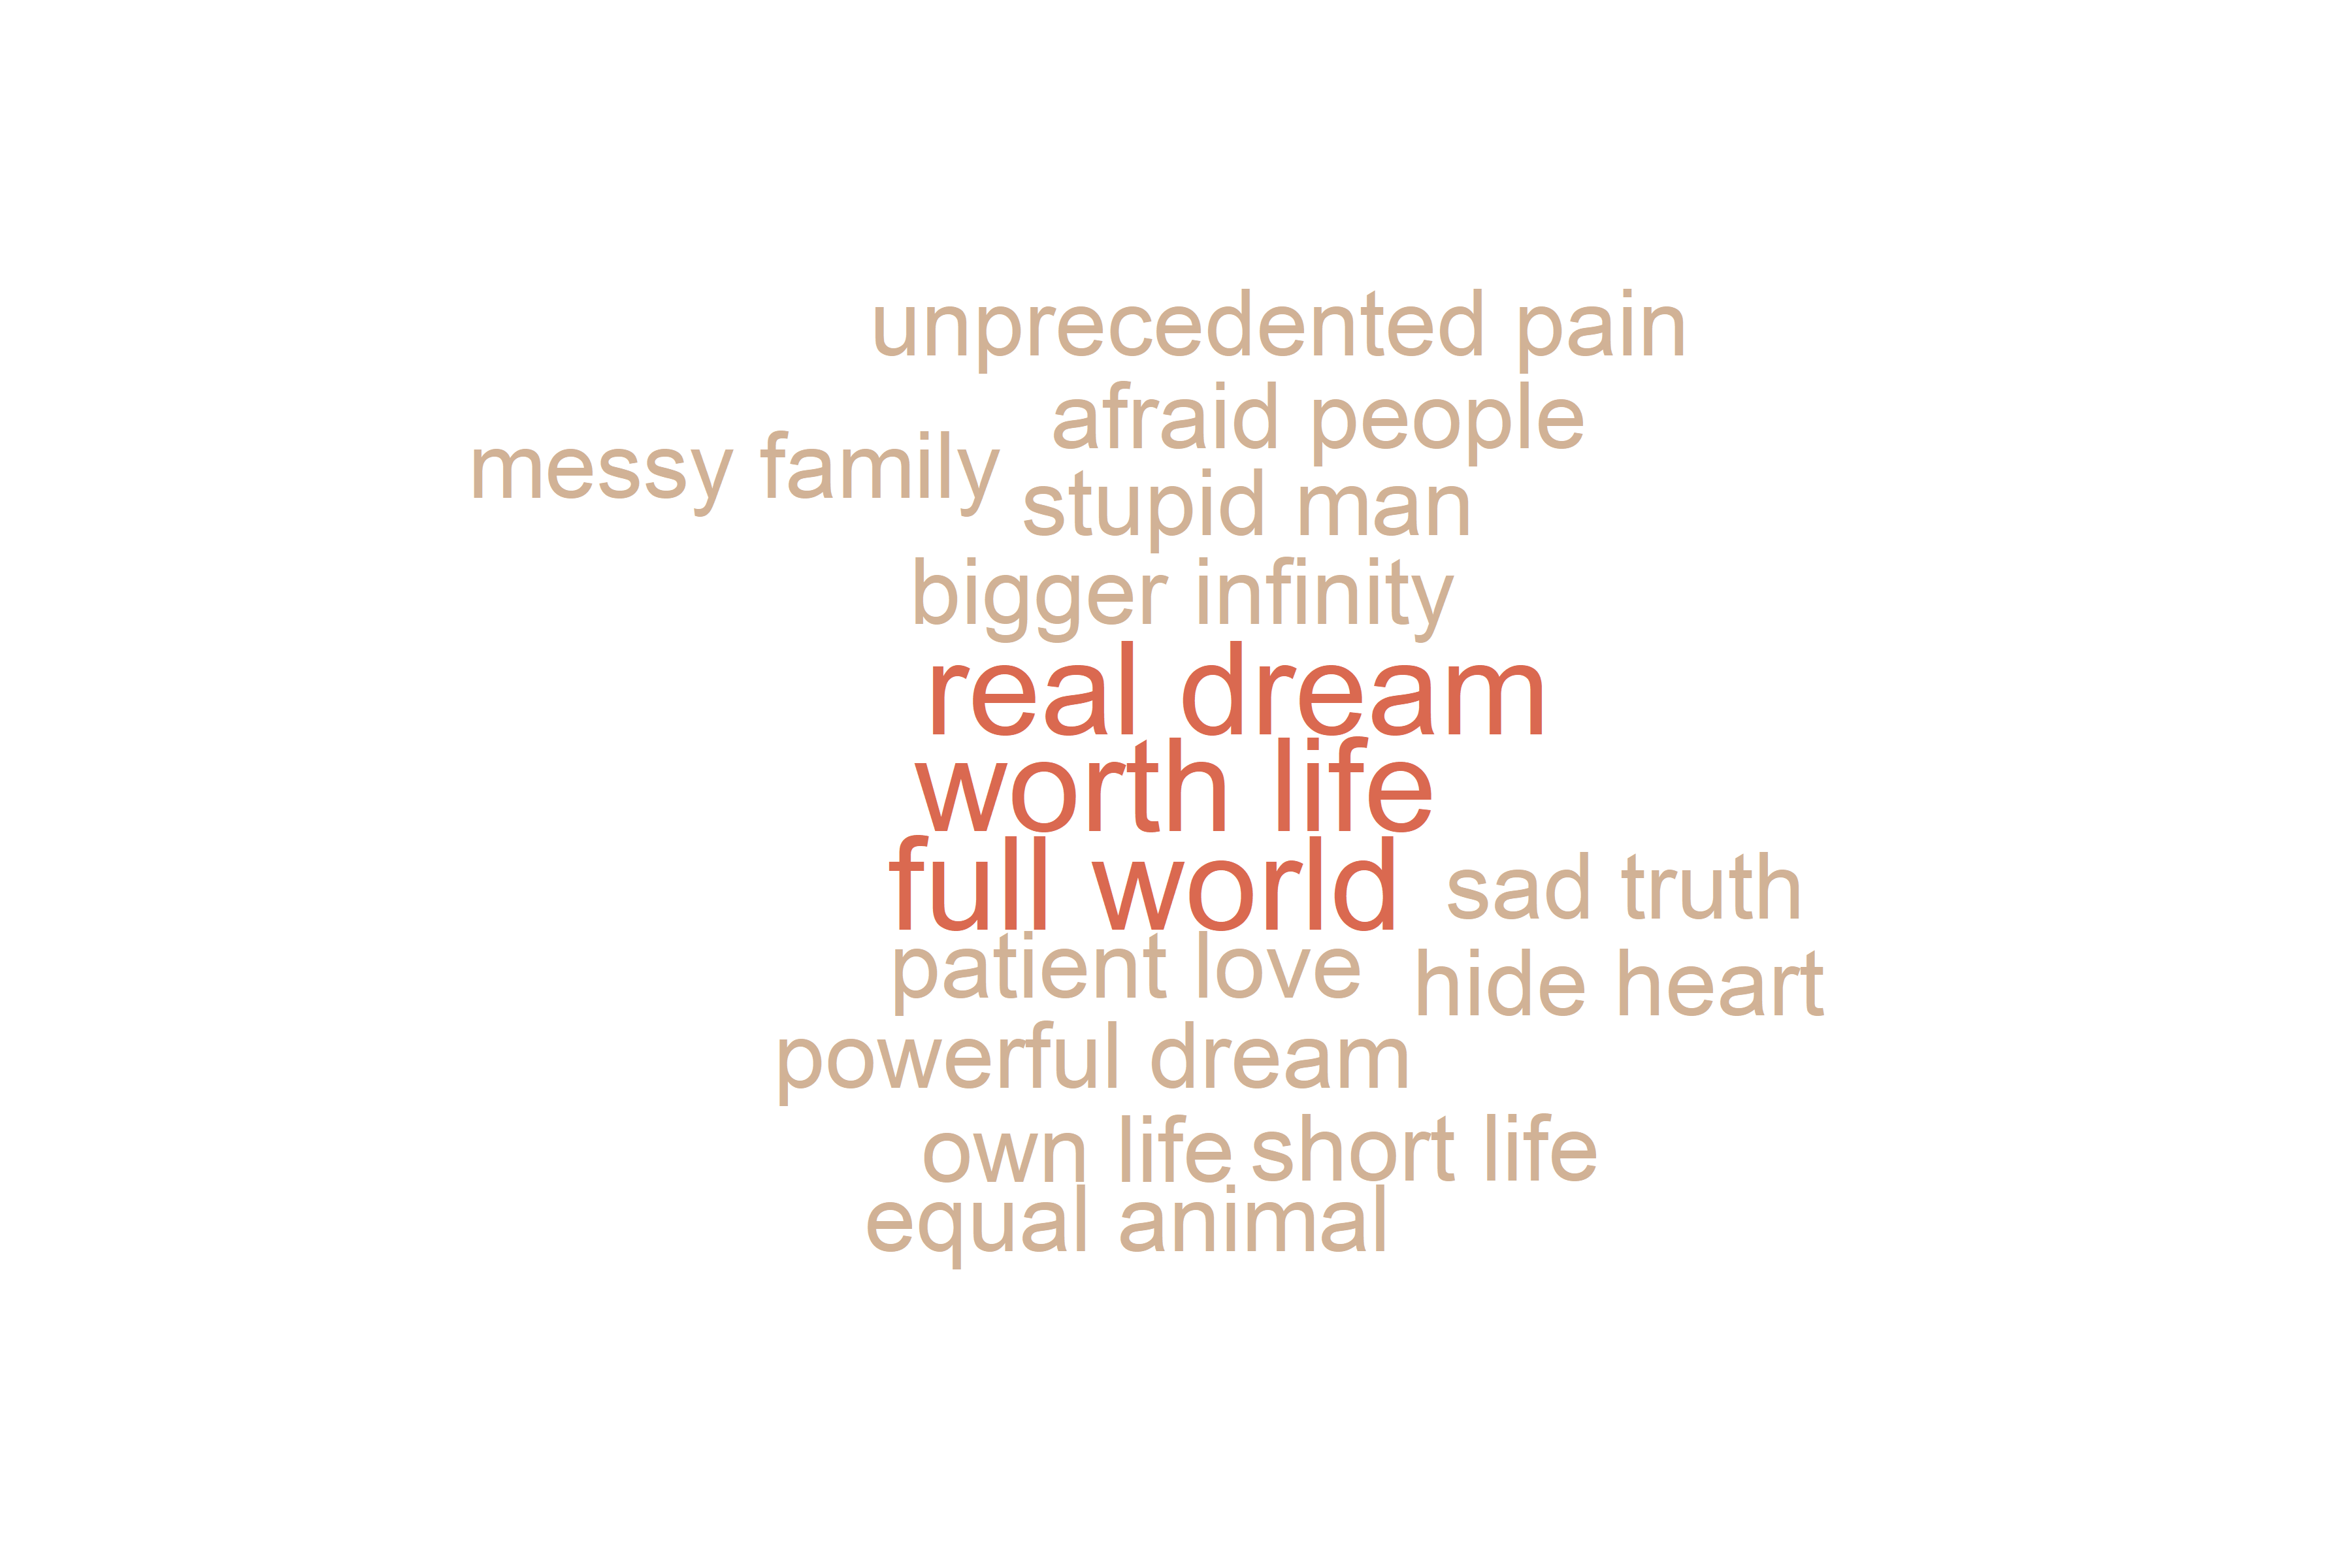 unprecedented pain
afraid people
messy family
stupid man
bigger infinity
real dream
worth life
full world
sad truth
patient love
hide heart
powerful dream
own life
short life
equal animal